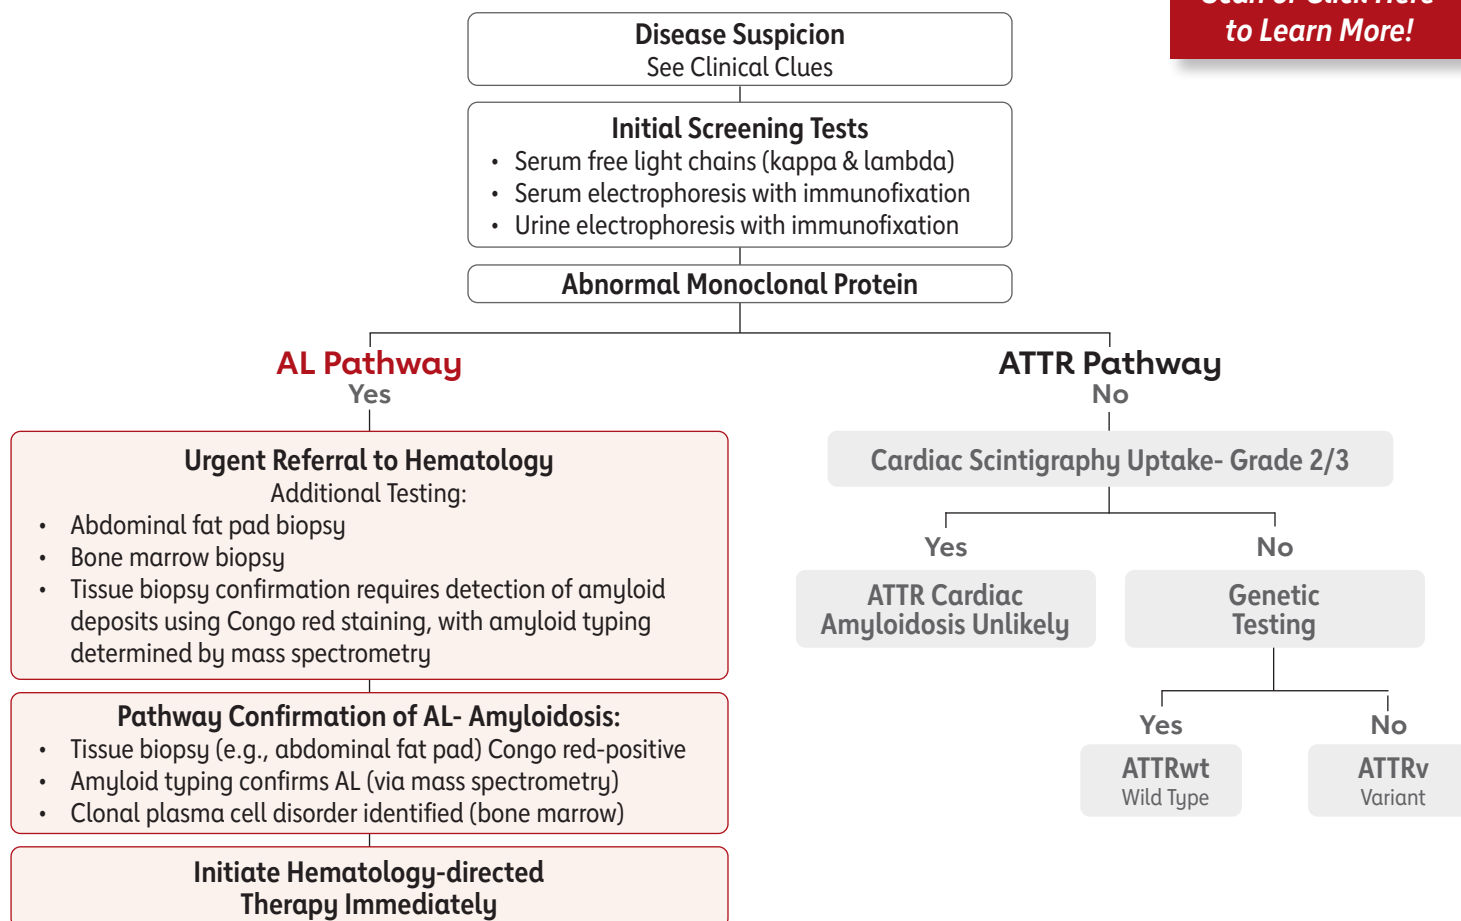 to Learn More!
Disease Suspicion
See Clinical Clues
Initial Screening Tests
• Serum free light chains (kappa & lambda)
• Serum electrophoresis with immunofixation
• Urine electrophoresis with immunofixation
Abnormal Monoclonal Protein
AL Pathway
Yes
Urgent Referral to Hematology
Additional Testing:
• Abdominal fat pad biopsy
• Bone marrow biopsy
• Tissue biopsy confirmation requires detection of amyloid
deposits using Congo red staining, with amyloid typing
determined by mass spectrometry
Pathway Confirmation of AL- Amyloidosis:
• Tissue biopsy (e.g., abdominal fat pad) Congo red-positive
• Amyloid typing confirms AL (via mass spectrometry)
• Clonal plasma cell disorder identified (bone marrow)
Initiate Hematology-directed
Therapy Immediately
ATTR Pathway
No
Cardiac Scintigraphy Uptake- Grade 2/3
Yes
ATTR Cardiac
Amyloidosis Unlikely
No
Genetic
Testing
Yes
ATTRwt
Wild Type
No
ATTRv
Variant